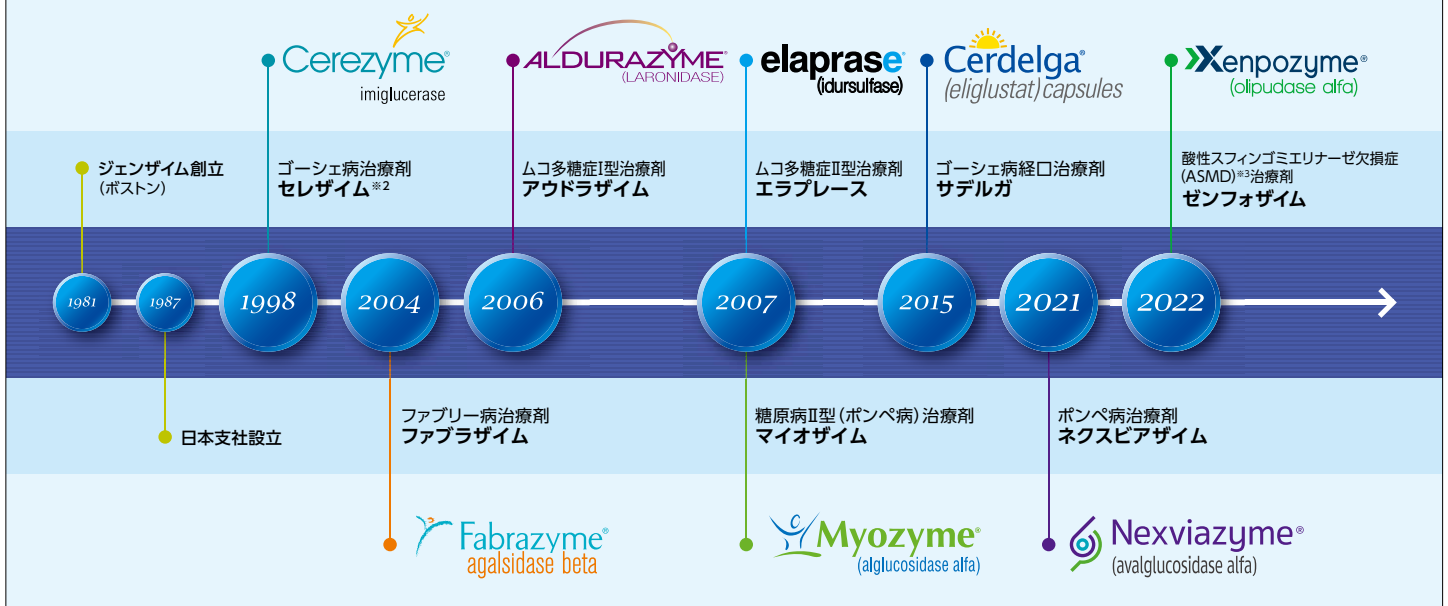 Cerezyme®
imiglucerase
ALDURAZYME®
(LARONIDASE)
elaprase®
(idursulfase)
Cerdelga®
(eliglustat) capsules
Xenpozyme®
(olipudase alfa)
ジェンザイム創立
(ボストン)
ゴーシェ病治療剤
セレザイム※2
ムコ多糖症I型治療剤
アウドラザイム
ムコ多糖症II型治療剤
エラプレース
ゴーシェ病経口治療剤
サデルガ
酸性スフィンゴミエリナーゼ欠損症
(ASMD)※3治療剤
ゼンフォザイム
1981
1987
1998
2004
2006
2007
2015
2021
2022
日本支社設立
ファブリー病治療剤
ファブラザイム
糖原病II型(ポンペ病)治療剤
マイオザイム
ポンペ病治療剤
ネクスビアザイム
Fabrazyme®
agalsidase beta
Myozyme®
(alglucosidase alfa)
Nexviazyme®
(avalglucosidase alfa)